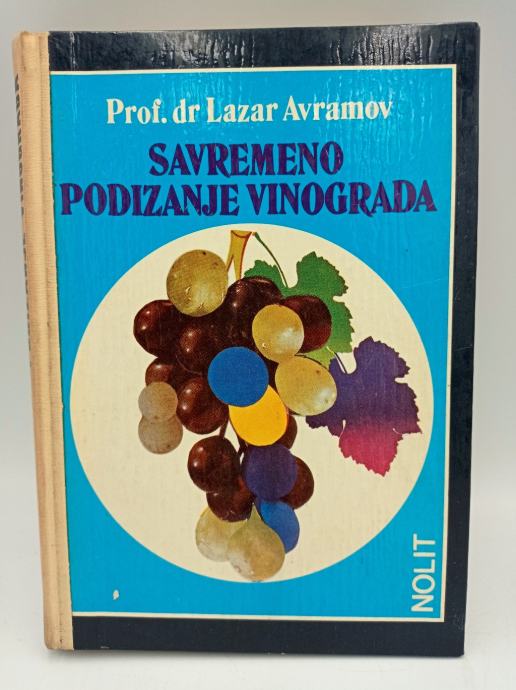 Prof. dr Lazar Avramov
SAVREMENO
PODIZANJE VINOGRADA
NOLIT